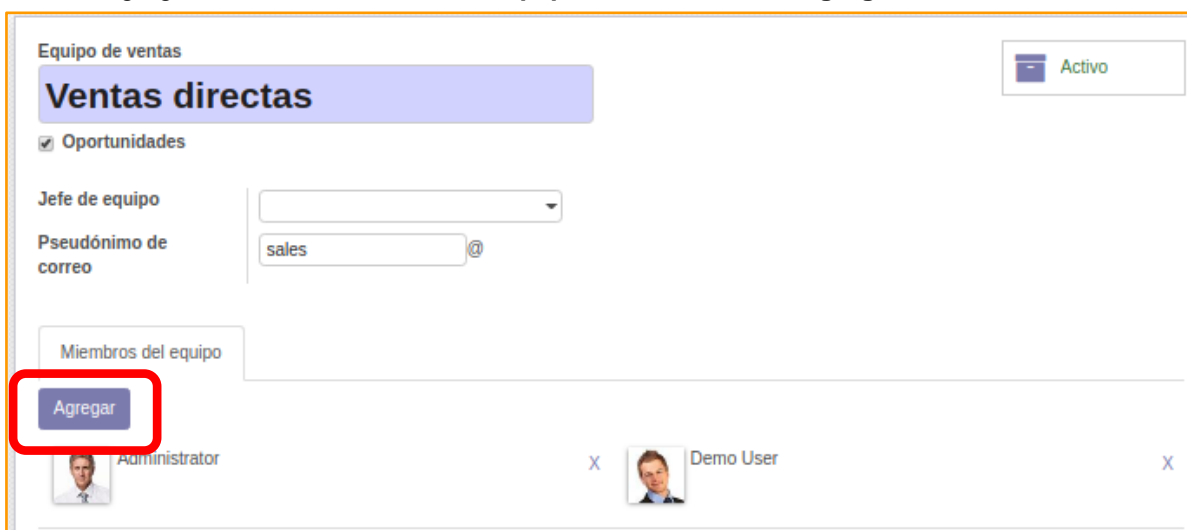 Equipo de ventas
Activo
Ventas directas
Oportunidades
Jefe de equipo
Pseudónimo de
correo
sales @
Miembros del equipo
Agregar
Administrator X Demo User X